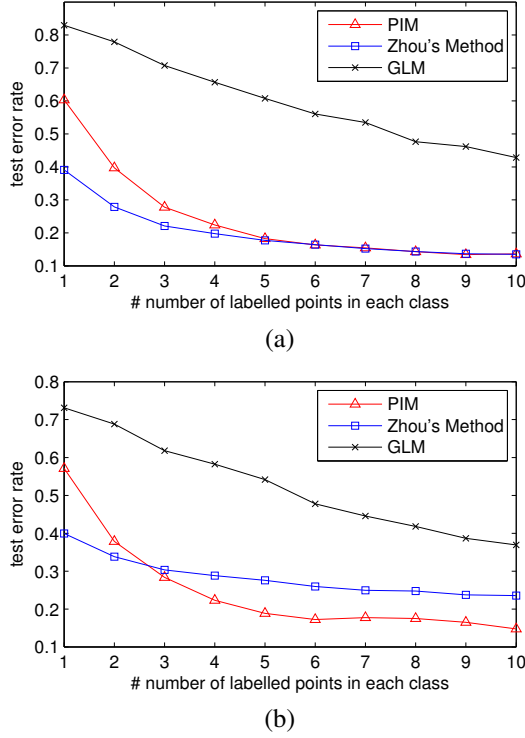 PIM
Zhou's Method
GLM
test error rate
0.8
0.7
0.6
0.5
0.4
0.3
0.2
0.1
1 2 3 4 5 6 7 8 9 10
# number of labelled points in each class
(a)
PIM
Zhou's Method
GLM
test error rate
0.8
0.7
0.6
0.5
0.4
0.3
0.2
0.1
1 2 3 4 5 6 7 8 9 10
# number of labelled points in each class
(b)